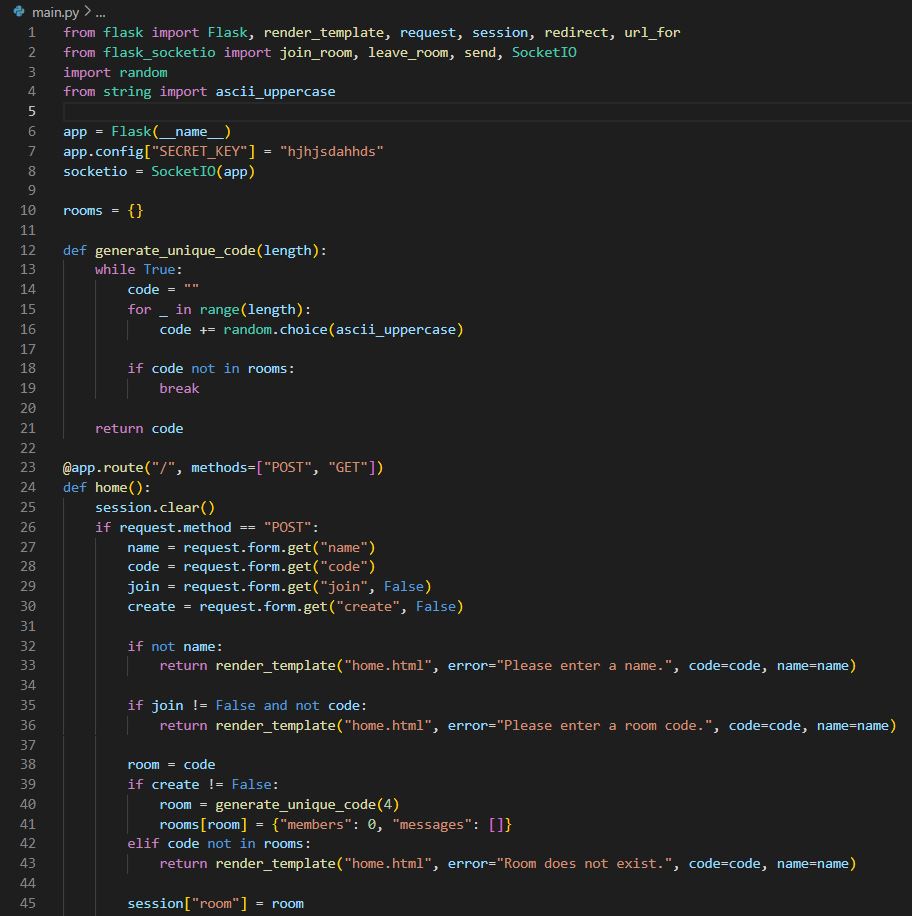 main.py > ...
1 from flask import Flask, render_template, request, session, redirect, url_for
2 from flask_socketio import join_room, leave_room, send, SocketIO
3 import random
4 from string import ascii_uppercase
5
6 app = Flask(__name__)
7 app.config["SECRET_KEY"] = "hjhjsdahhds"
8 socketio = SocketIO(app)
9
10 rooms = {}
11
12 def generate_unique_code(length):
13     while True:
14         code = ""
15         for _ in range(length):
16             code += random.choice(ascii_uppercase)
17
18         if code not in rooms:
19             break
20
21     return code
22
23 @app.route("/", methods=["POST", "GET"])
24 def home():
25     session.clear()
26     if request.method == "POST":
27         name = request.form.get("name")
28         code = request.form.get("code")
29         join = request.form.get("join", False)
30         create = request.form.get("create", False)
31
32         if not name:
33             return render_template("home.html", error="Please enter a name.", code=code, name=name)
34
35         if join != False and not code:
36             return render_template("home.html", error="Please enter a room code.", code=code, name=name)
37
38         room = code
39         if create != False:
40             room = generate_unique_code(4)
41             rooms[room] = {"members": 0, "messages": []}
42         elif code not in rooms:
43             return render_template("home.html", error="Room does not exist.", code=code, name=name)
44
45         session["room"] = room